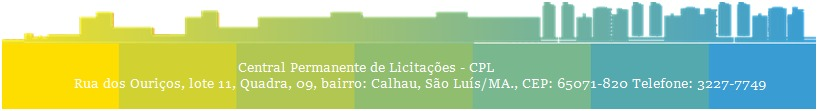 Central Permanente de Licitações - CPL
Rua dos Ouriços, lote 11, Quadra, 09, bairro: Calhau, São Luís/MA., CEP: 65071-820 Telefone: 3227-7749